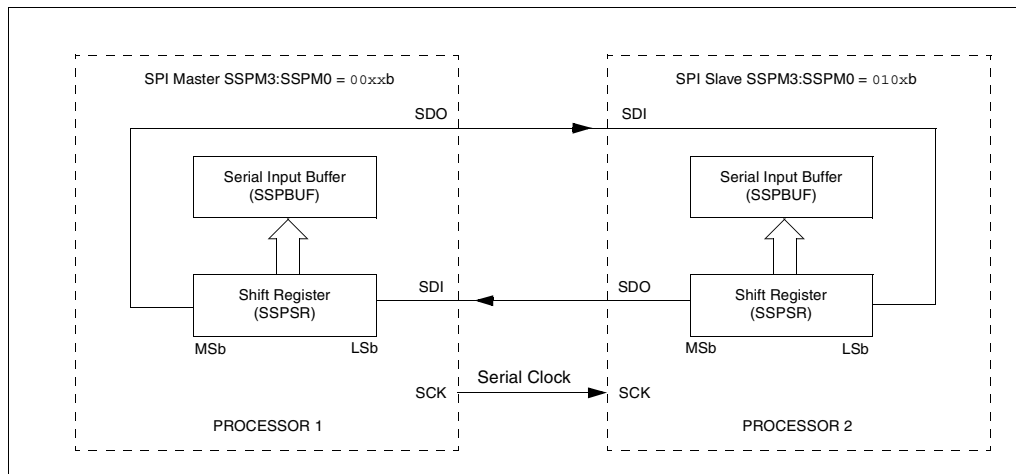 SPI Master SSPM3:SSPM0 = 00xxb
SDO
Serial Input Buffer
(SSPBUF)
Shift Register
(SSPSR)
MSb
LSb
SDI
SCK
PROCESSOR 1
Serial Clock
SPI Slave SSPM3:SSPM0 = 010xb
SDI
Serial Input Buffer
(SSPBUF)
SDO
Shift Register
(SSPSR)
MSb
LSb
SCK
PROCESSOR 2